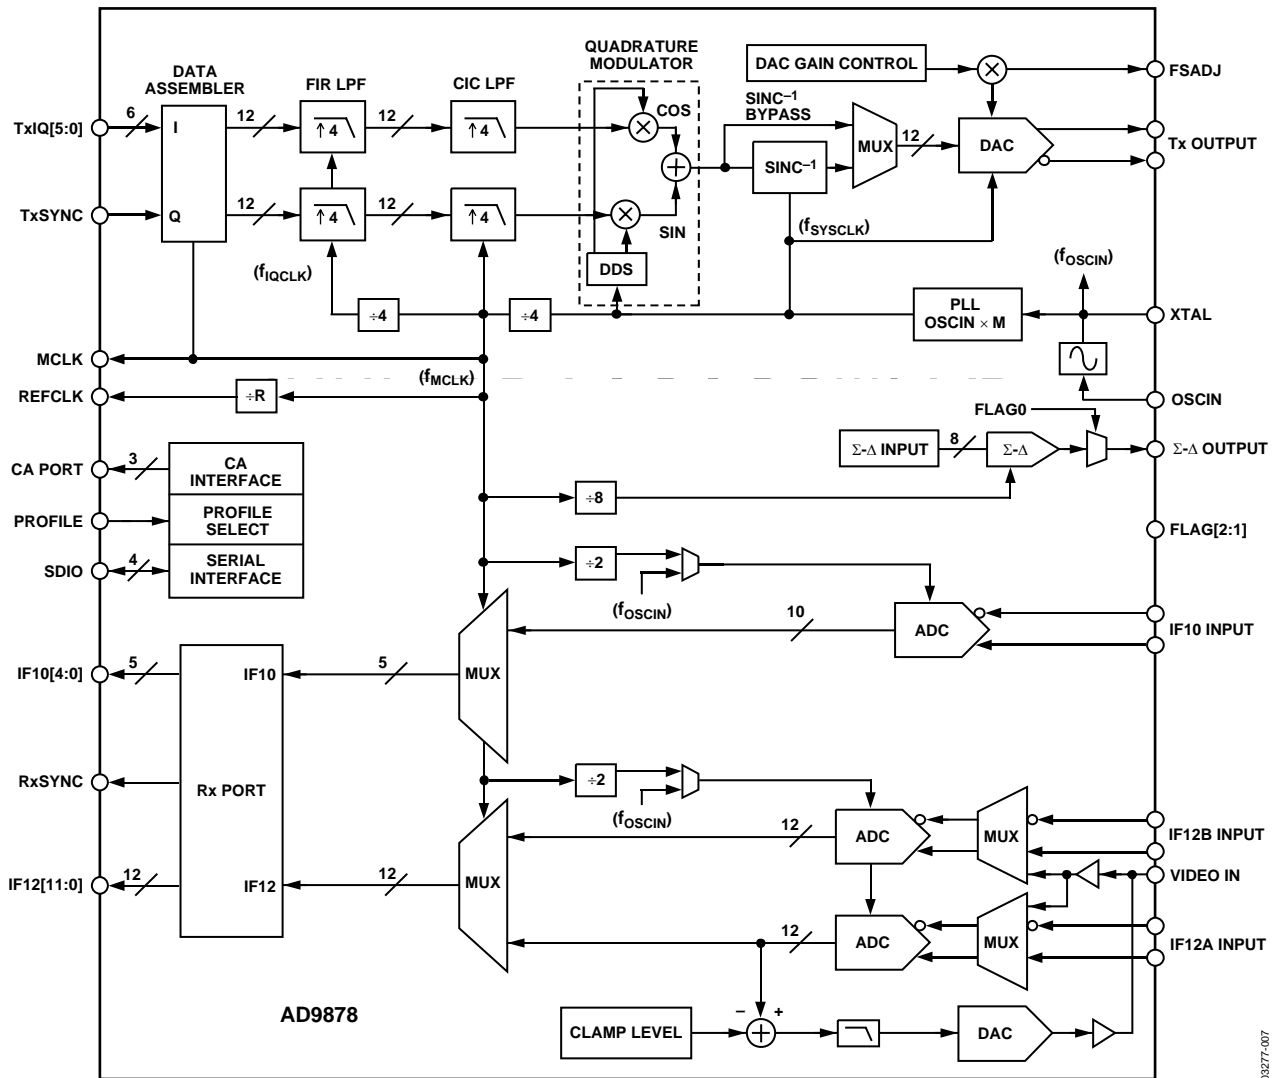 QUADRATURE
MODULATOR
DAC GAIN CONTROL
FSADJ
DATA
ASSEMBLER
FIR LPF
CIC LPF
COS
SINC–1
BYPASS
TxIQ[5:0]
6
I
12
↑4
12
↑4
MUX
12
DAC
Tx OUTPUT
SINC–1
TxSYNC
Q
12
↑4
12
↑4
SIN
(fSYSCLK)
(fIQCLK)
DDS
(fOSCIN)
÷4
÷4
PLL
OSCIN × M
XTAL
MCLK
(fMCLK)
REFCLK
÷R
OSCIN
FLAG0
CA PORT
3
CA
INTERFACE
Σ-Δ INPUT
8
Σ-Δ
Σ-Δ OUTPUT
÷8
PROFILE
PROFILE
SELECT
FLAG[2:1]
SDIO
4
SERIAL
INTERFACE
÷2
(fOSCIN)
10
ADC
IF10 INPUT
IF10[4:0]
5
IF10
5
MUX
RxSYNC
Rx PORT
÷2
(fOSCIN)
12
ADC
MUX
IF12B INPUT
IF12[11:0]
12
IF12
12
MUX
VIDEO IN
12
ADC
MUX
IF12A INPUT
AD9878
CLAMP LEVEL
–
+
DAC
03277-007